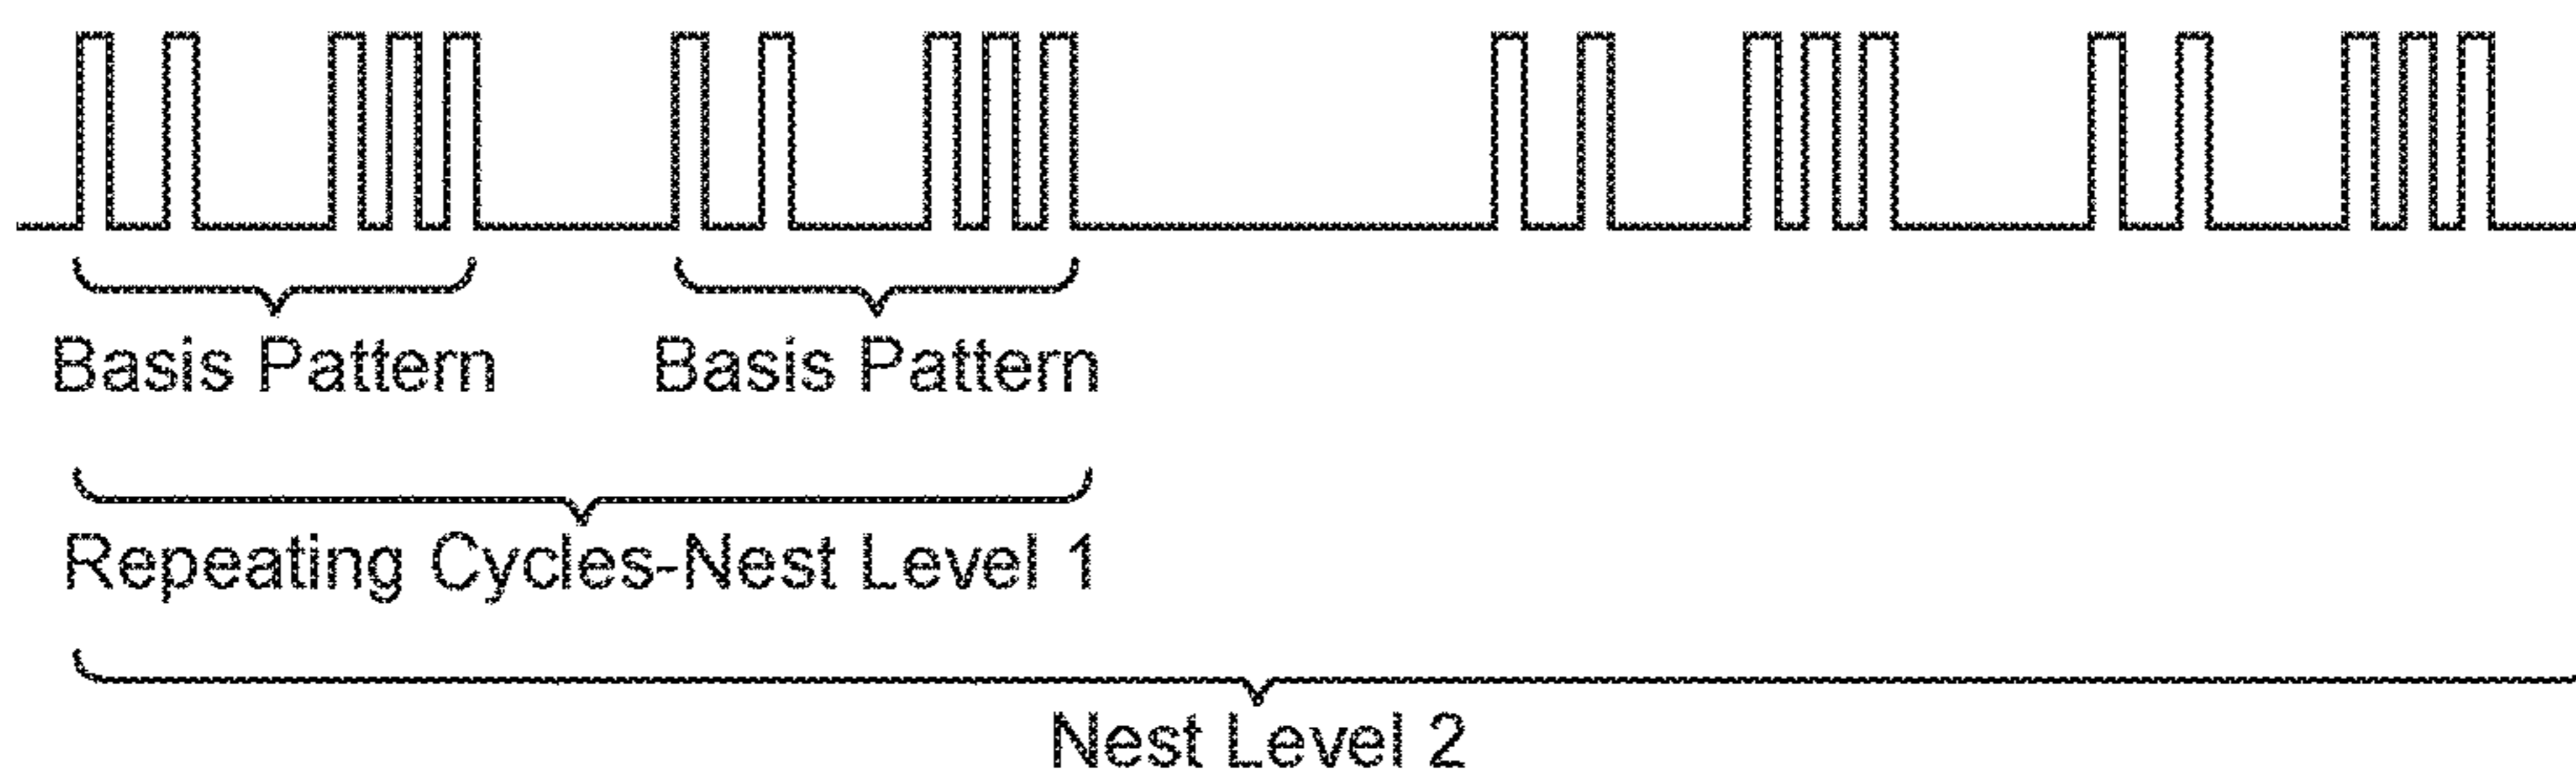 Basis Pattern Basis Pattern
Repeating Cycles-Nest Level 1
Nest Level 2